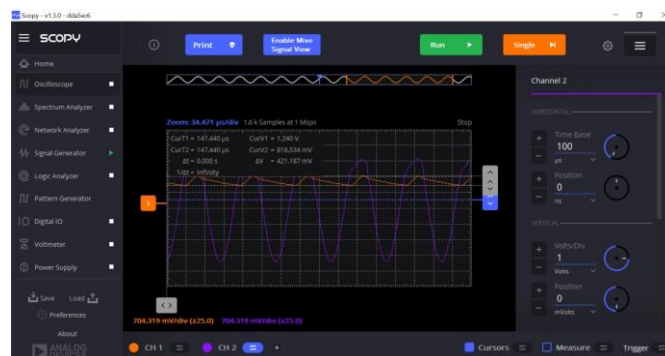 Scopy - v1.3.0 - dda5ec6
SCOPY
Print
Enable Mixe
Signal View
Run
Single
Home
Oscilloscope
Spectrum Analyzer
Network Analyzer
Signal Generator
Logic Analyzer
Pattern Generator
Digital IO
Voltmeter
Power Supply
Save
Load
Preferences
About
ANALOG
DEVICES
Zoom: 34.471 µs/div 1.6 k Samples at 1 Msps
Stop
CurT1 = 147.440 µs CurV1 = 1.240 V
CurT2 = 147.440 µs CurV2 = 818.534 mV
Δt = 0.000 s ΔV = 421.187 mV
1/Δt = Infinity
704.319 mV/div (±25.0) 704.319 mV/div (±25.0)
Channel 2
HORIZONTAL
Time Base
100
µs
Position
0
ns
VERTICAL
Volts/Div
1
Volts
Position
0
mVolts
CH 1
CH 2
+
Cursors
Measure
Trigger